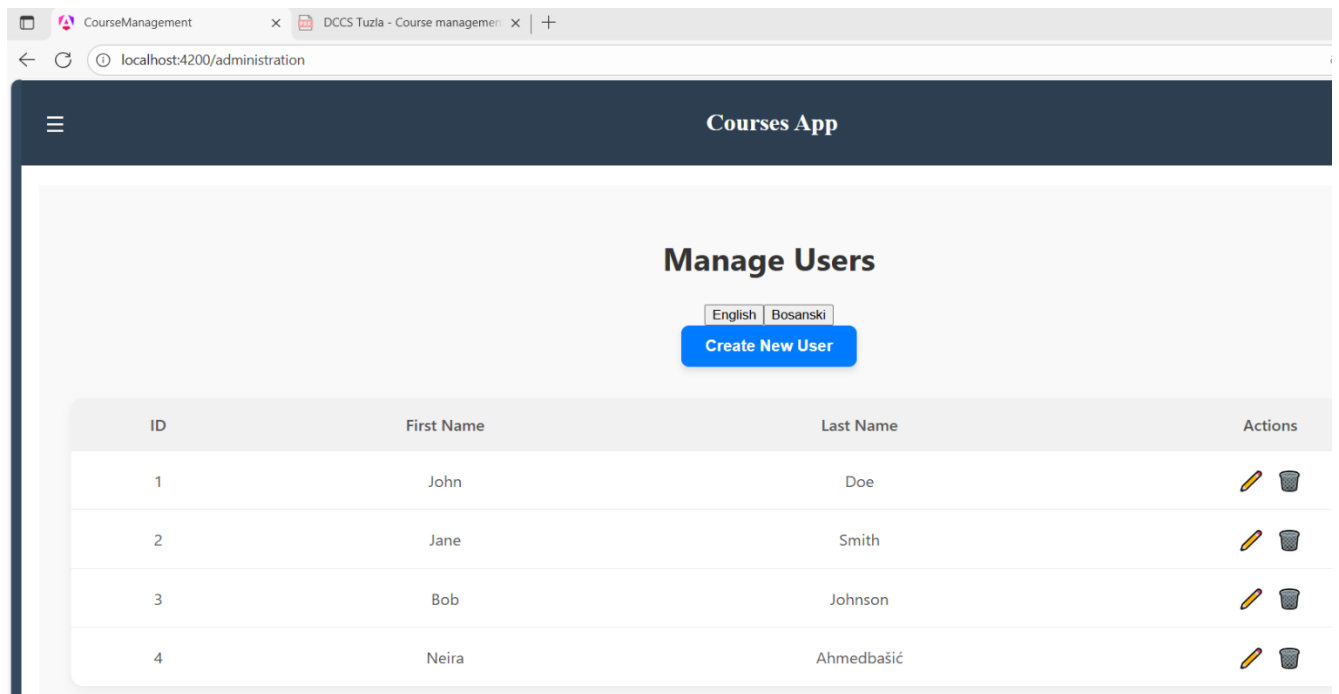 CourseManagement DCCS Tuzla - Course managemen
localhost:4200/administration
Courses App
Manage Users
English Bosanski
Create New User
ID First Name Last Name Actions
1 John Doe
2 Jane Smith
3 Bob Johnson
4 Neira Ahmedbašić